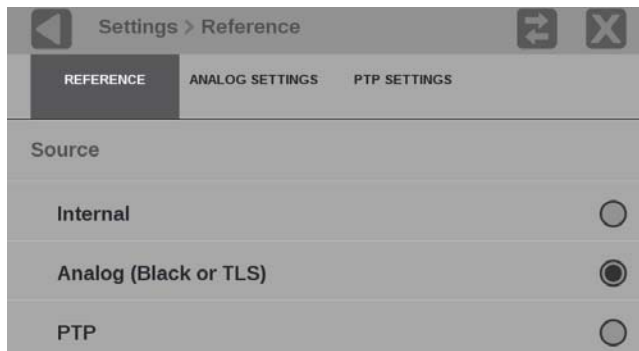 Settings > Reference
REFERENCE ANALOG SETTINGS PTP SETTINGS
Source
Internal
Analog (Black or TLS)
PTP